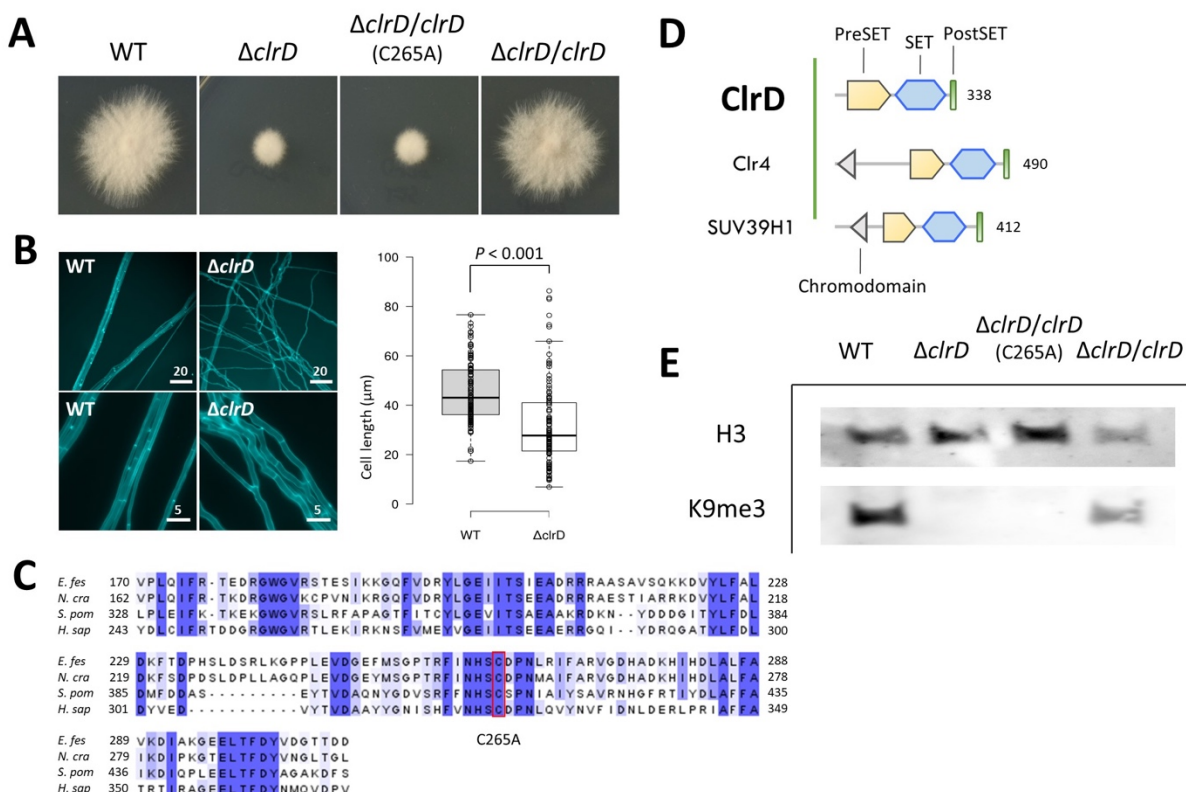 A
WT
ΔclrD
ΔclrD/clrD
(C265A)
ΔclrD/clrD
B
WT
20
ΔclrD
20
WT
5
ΔclrD
5
P < 0.001
Cell length (µm)
100
80
60
40
20
0
WT
ΔclrD
C
E. fes 170 VPLQIFR-TEDRGWGVRSTESIKKGQFVDRYLGEIITSIEADRRRAASAVSQKKDVYLFAL 228
N. cra 162 VPLQIFR-TKDRGWGVKCPVNIKRGQFVDRYLGEIITSEEADRRRAESTIARRKDVYLFAL 218
S. pom 328 LPLEIFK-TKEKGWGVRSLRFAPAGTFITCYLGEVITSAEAAKRDKN--YDDDGITYLFDL 384
H. sap 243 YDLCIFRTDDGRGWGVRTLEKIRKNSFVMEYVGEIITSEEAERRGQI--YDRQGATYLFDL 300
E. fes 229 DKFTDPHSLDSRLKGPPLEVDGEFMSGPTRFINHSCDPNLRIFARVGDHADKHIHDLALFA 288
N. cra 219 DKFSDPDSLDPLLAGQPLEVDGEYMSGPTRFINHSCDPNMAIFARVGDHADKHIHDLALFA 278
S. pom 385 DMFDDAS----------EYTVDAQNYGDVSRFFNHSCSPNIAIYSAVRNHGFRTIYDLAFFA 435
H. sap 301 DYVED-----------VYTVDAAYYGNISHFVNHSCDPNLQVYNVFIDNLDERLPRIAFFA 349
C265A
E. fes 289 VKDIAKGEELTFDYVDGTTDD
N. cra 279 IKDIPKGTELTFDYVNGLTGL
S. pom 436 IKDIQPLEELTFDYAGAKDFS
H. sap 350 TRTIRAGEELTFDYNMQVDPV
D
PreSET
SET
PostSET
ClrD
338
Clr4
490
SUV39H1
412
Chromodomain
E
WT
ΔclrD
ΔclrD/clrD
(C265A)
ΔclrD/clrD
H3
K9me3